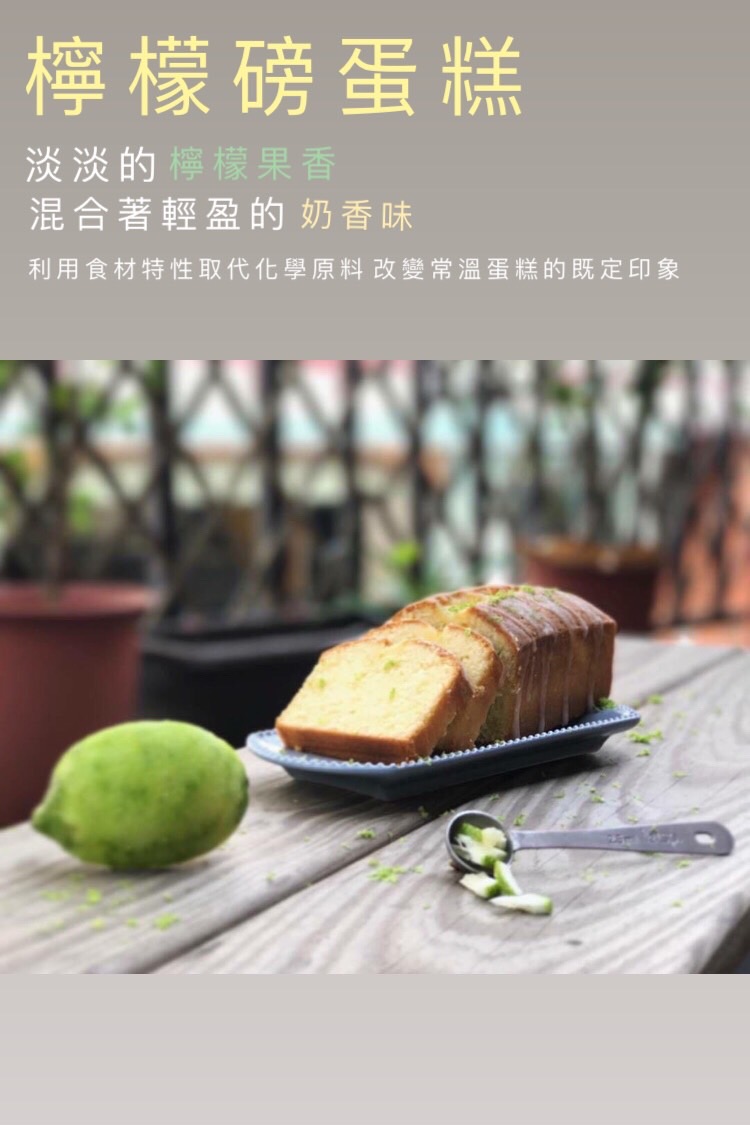 檸檬磅蛋糕
淡淡的檸檬果香
混合著輕盈的奶香味
利用食材特性取代化學原料 改變常溫蛋糕的既定印象